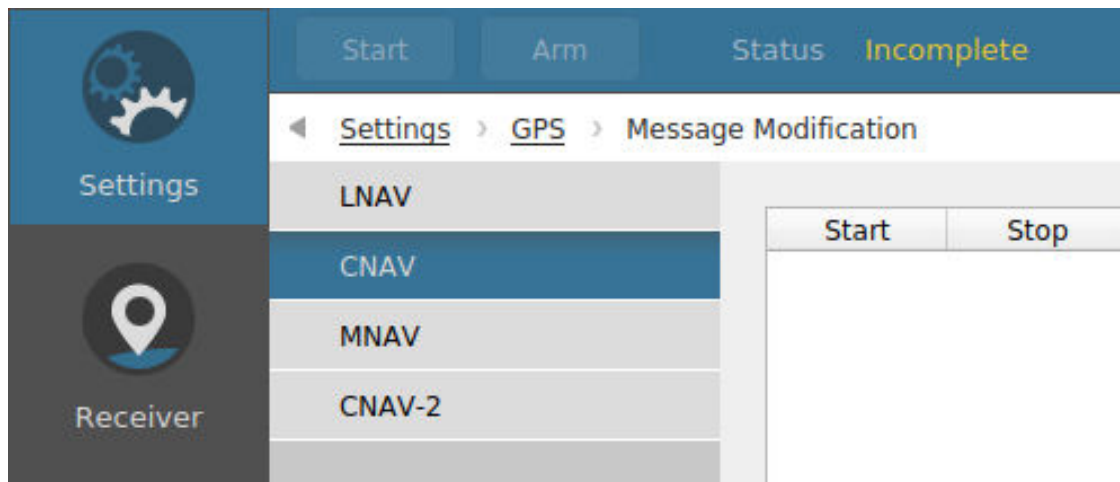 Start Arm Status Incomplete
Settings > GPS > Message Modification
Settings
LNAV
Start Stop
CNAV
MNAV
CNAV-2
Receiver